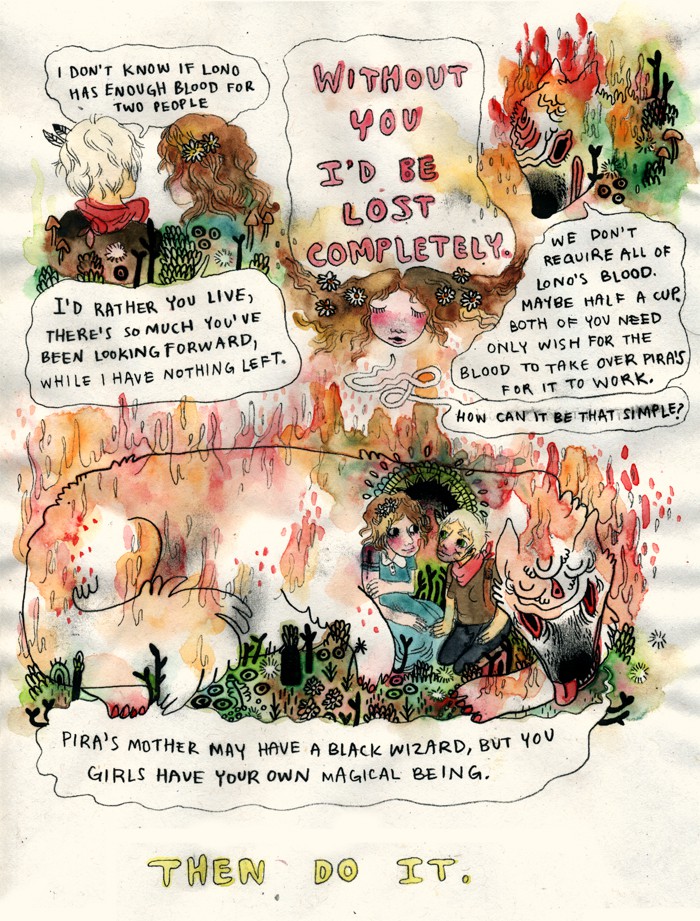 I DON'T KNOW IF LONO
HAS ENOUGH BLOOD FOR
TWO PEOPLE
I'D RATHER YOU LIVE,
THERE'S SO MUCH YOU'VE
BEEN LOOKING FORWARD,
WHILE I HAVE NOTHING LEFT.
WITHOUT
YOU
I'D BE
LOST
COMPLETELY.
WE DON'T
REQUIRE ALL OF
LONO'S BLOOD.
MAYBE HALF A CUP.
BOTH OF YOU NEED
ONLY WISH FOR THE
BLOOD TO TAKE OVER PIRA'S
FOR IT TO WORK.
HOW CAN IT BE THAT SIMPLE?
PIRA'S MOTHER MAY HAVE A BLACK WIZARD, BUT YOU
GIRLS HAVE YOUR OWN MAGICAL BEING.
THEN DO IT.